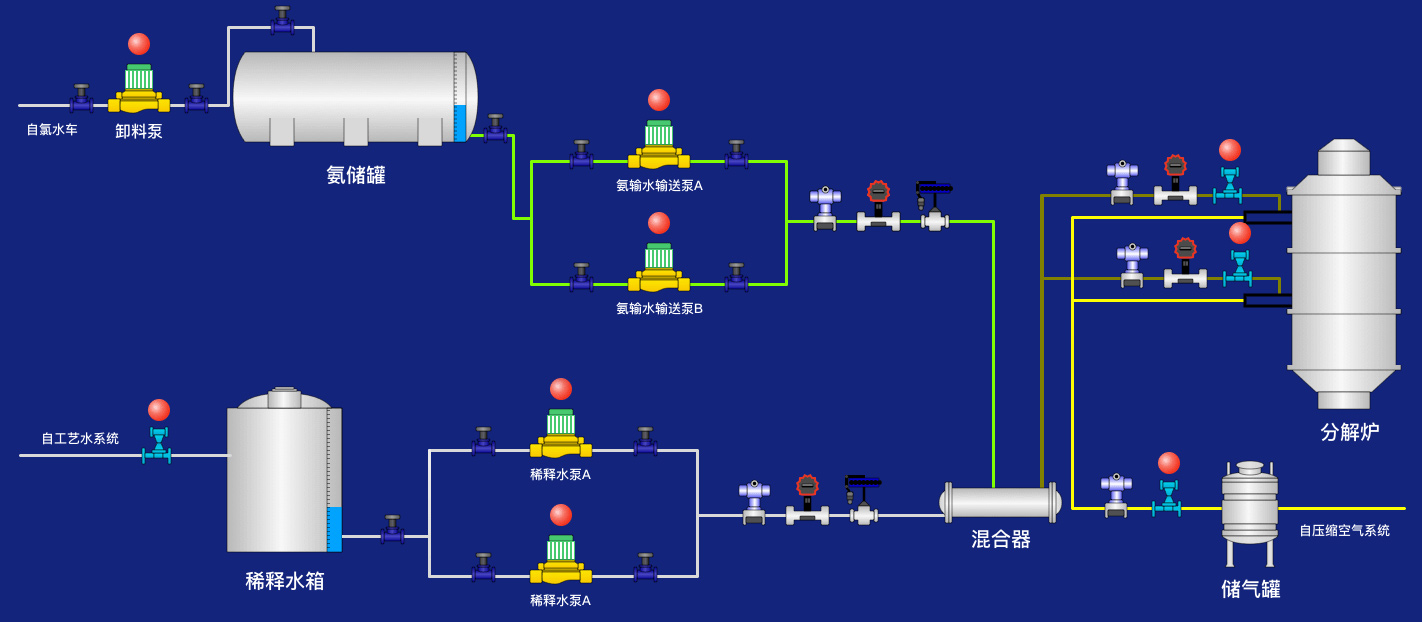 自氯水车
卸料泵
氨储罐
氨输水输送泵A
氨输水输送泵B
自工艺水系统
稀释水箱
稀释水泵A
稀释水泵A
混合器
分解炉
自压缩空气系统
储气罐